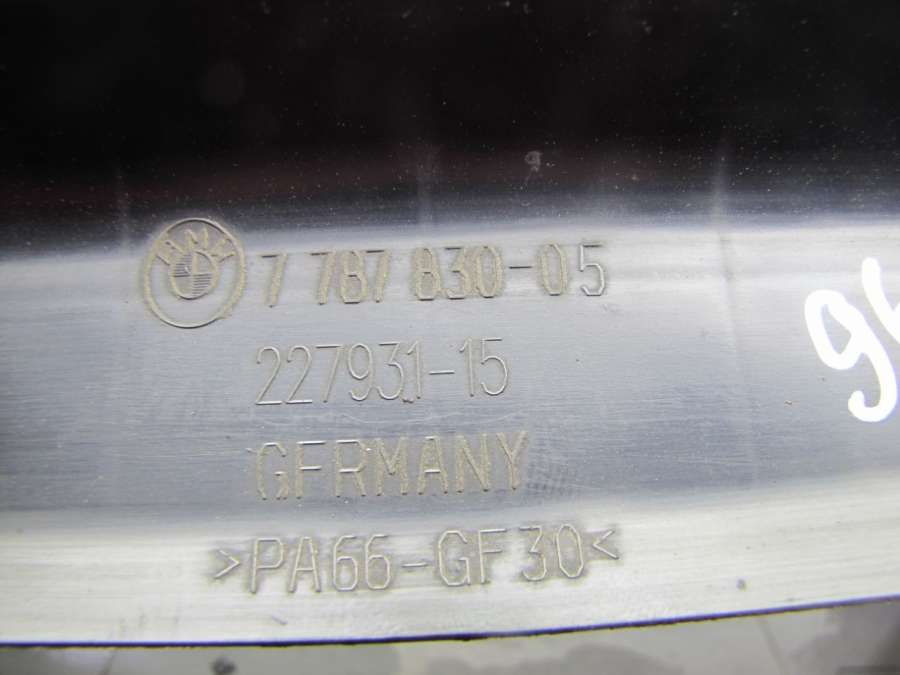 BMW 7 787 830-05
227931-15
GERMANY
>PA66-GF30<